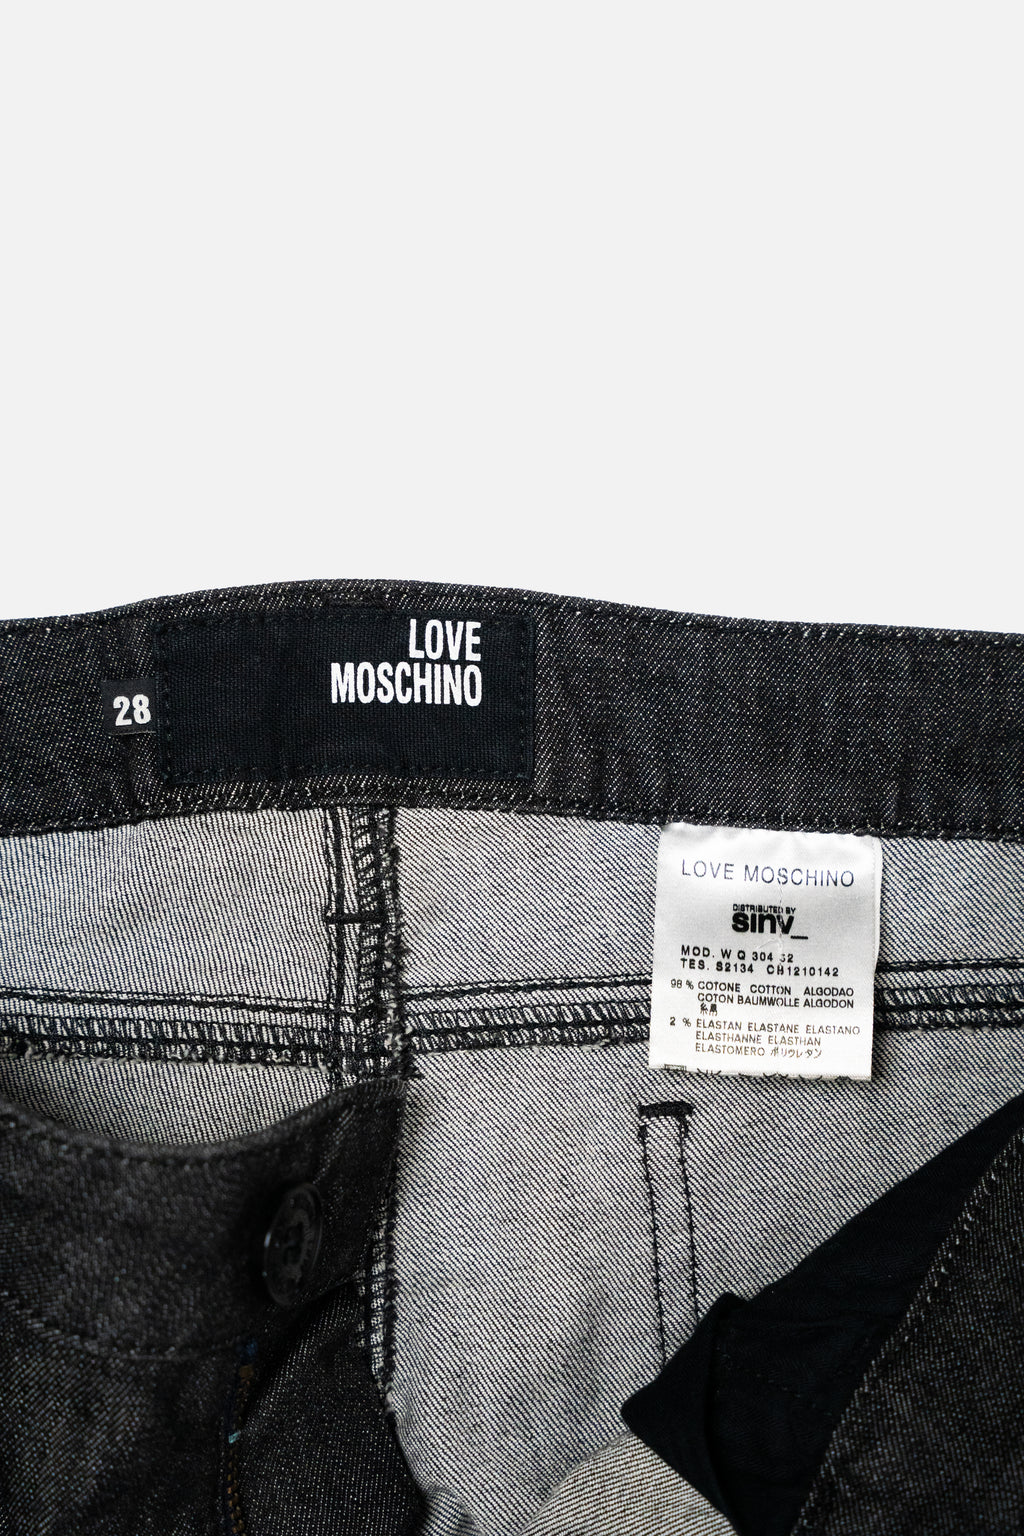 LOVE
MOSCHINO
28
LOVE MOSCHINO
DISTRIBUTED BY
sinv_
MOD. W Q 304 32
TES. S2134 CH1210142
98 % COTONE COTTON ALGODAO
COTON BAUMWOLLE ALGODON
2 % ELASTAN ELASTANE ELASTANO
ELASTHANNE ELASTHAN
ELASTOMERO ポリウレタン